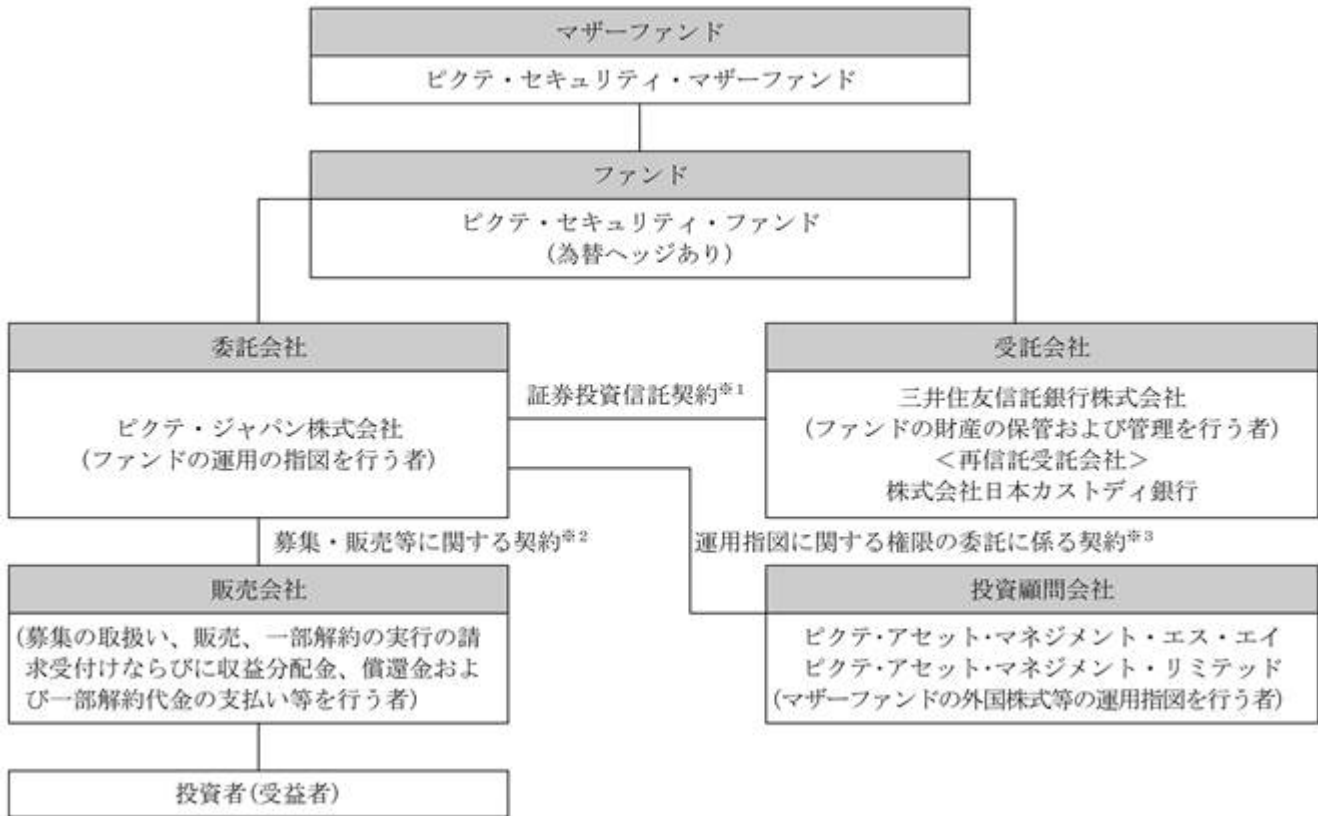 マザーファンド
ピクテ・セキュリティ・マザーファンド
ファンド
ピクテ・セキュリティ・ファンド
(為替ヘッジあり)
委託会社
ピクテ・ジャパン株式会社
(ファンドの運用の指図を行う者)
証券投資信託契約※1
受託会社
三井住友信託銀行株式会社
(ファンドの財産の保管および管理を行う者)
＜再信託受託会社＞
株式会社日本カストディ銀行
募集・販売等に関する契約※2
運用指図に関する権限の委託に係る契約※3
販売会社
(募集の取扱い、販売、一部解約の実行の請
求受付けならびに収益分配金、償還金およ
び一部解約代金の支払い等を行う者)
投資顧問会社
ピクテ・アセット・マネジメント・エス・エイ
ピクテ・アセット・マネジメント・リミテッド
(マザーファンドの外国株式等の運用指図を行う者)
投資者(受益者)